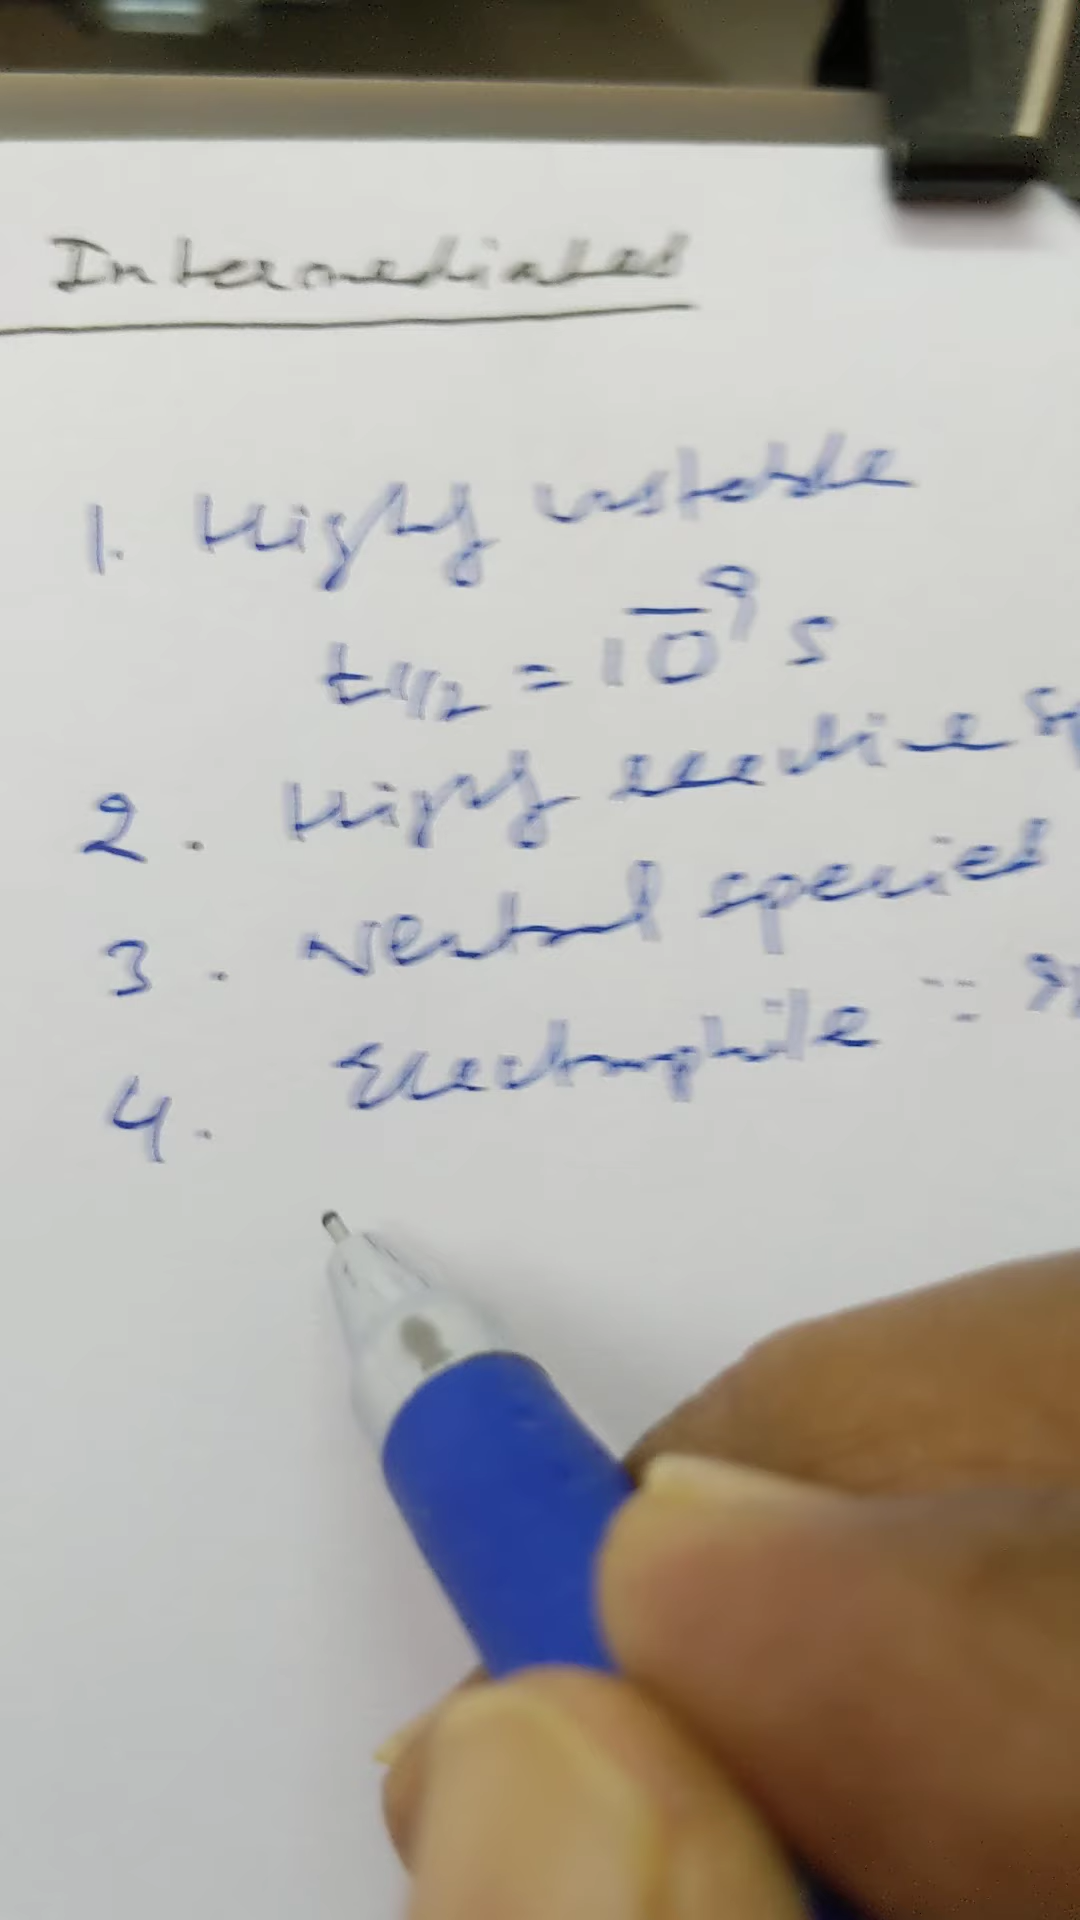 Intermediates
1. Highly unstable
t1/2 = 10⁻⁹ s
2. Highly reactive
3. Neutral species
4. Electrophile ::